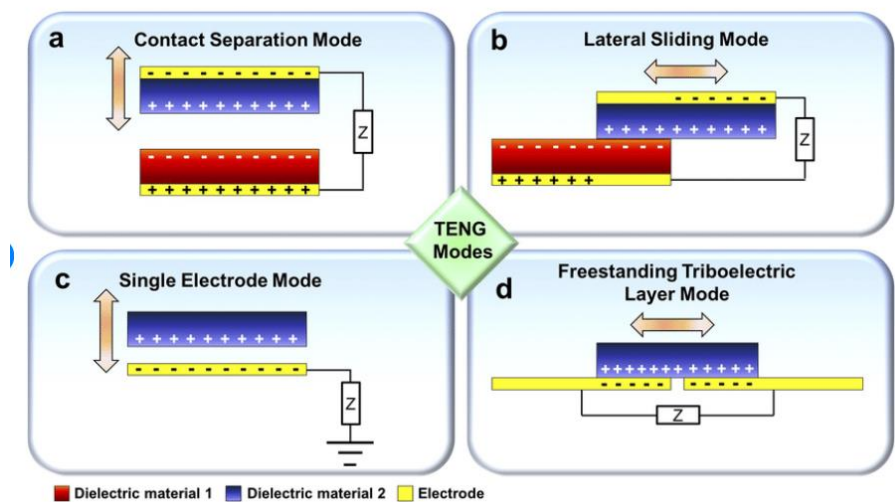 a
Contact Separation Mode
- - - - - - - - - -
+ + + + + + + + + +
Z
- - - - - - - - - -
+ + + + + + + + + +
b
Lateral Sliding Mode
- - - - - - -
+ + + + + + + + + +
Z
- - - - - - - - - -
+ + + + + +
TENG
Modes
c
Single Electrode Mode
+ + + + + + + + + +
- - - - - - - - - -
Z
d
Freestanding Triboelectric
Layer Mode
+ + + + + + + + + + + +
- - - - - - - - - -
Z
Dielectric material 1
Dielectric material 2
Electrode